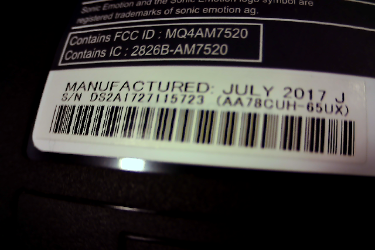 Sonic Emotion and the Sonic Emotion logo symbol are
registered trademarks of sonic emotion ag.
Contains FCC ID : MQ4AM7520
Contains IC : 2826B-AM7520
MANUFACTURED: JULY 2017 J
S/N DS2A1727115723 (AA78CUH-65UX)